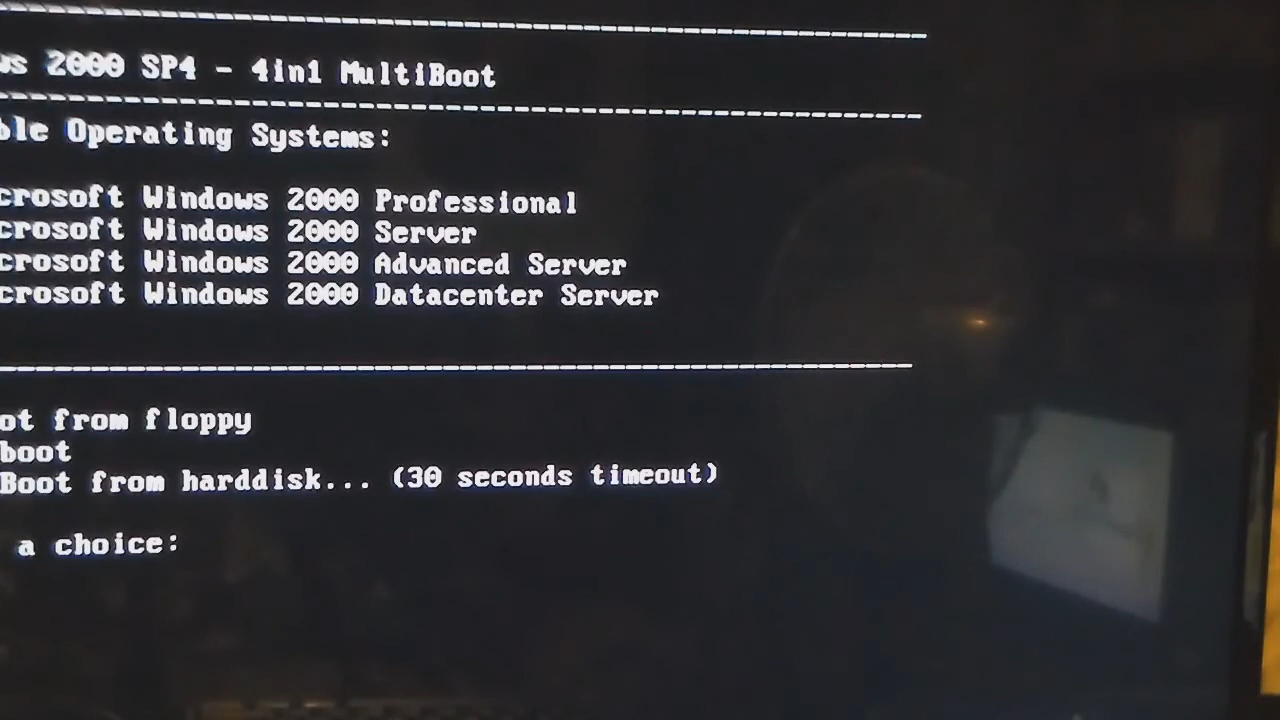 ws 2000 SP4 - 4in1 MultiBoot
ble Operating Systems:
crosoft Windows 2000 Professional
crosoft Windows 2000 Server
crosoft Windows 2000 Advanced Server
crosoft Windows 2000 Datacenter Server
ot from floppy
boot
Boot from harddisk... (30 seconds timeout)
a choice: